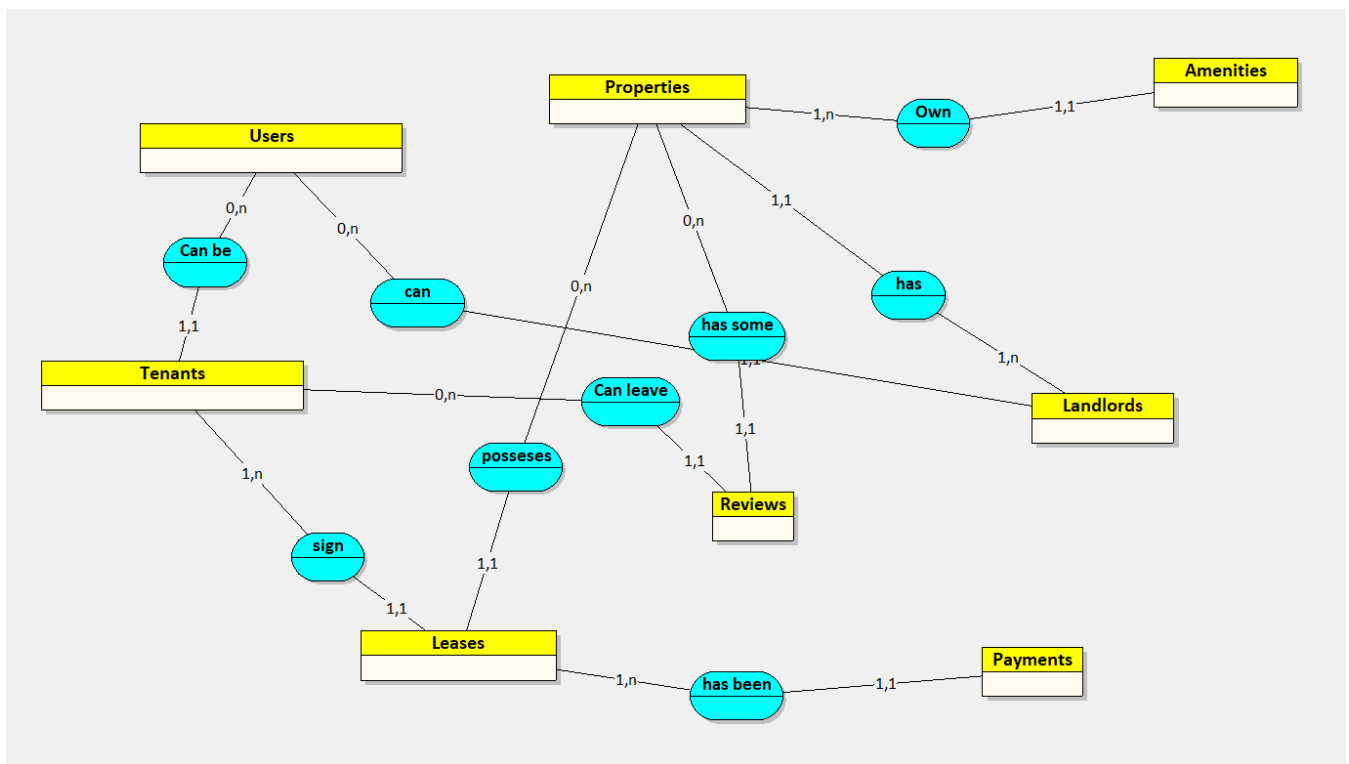 Amenities
Properties
Own
1,n
1,1
Users
1,1
0,n
0,n
0,n
Can be
can
has
0,n
1,1
has some
1,n
1,1
Tenants
0,n
Can leave
Landlords
1,1
posseses
1,1
1,n
Reviews
sign
1,1
1,1
Leases
Payments
1,n
has been
1,1